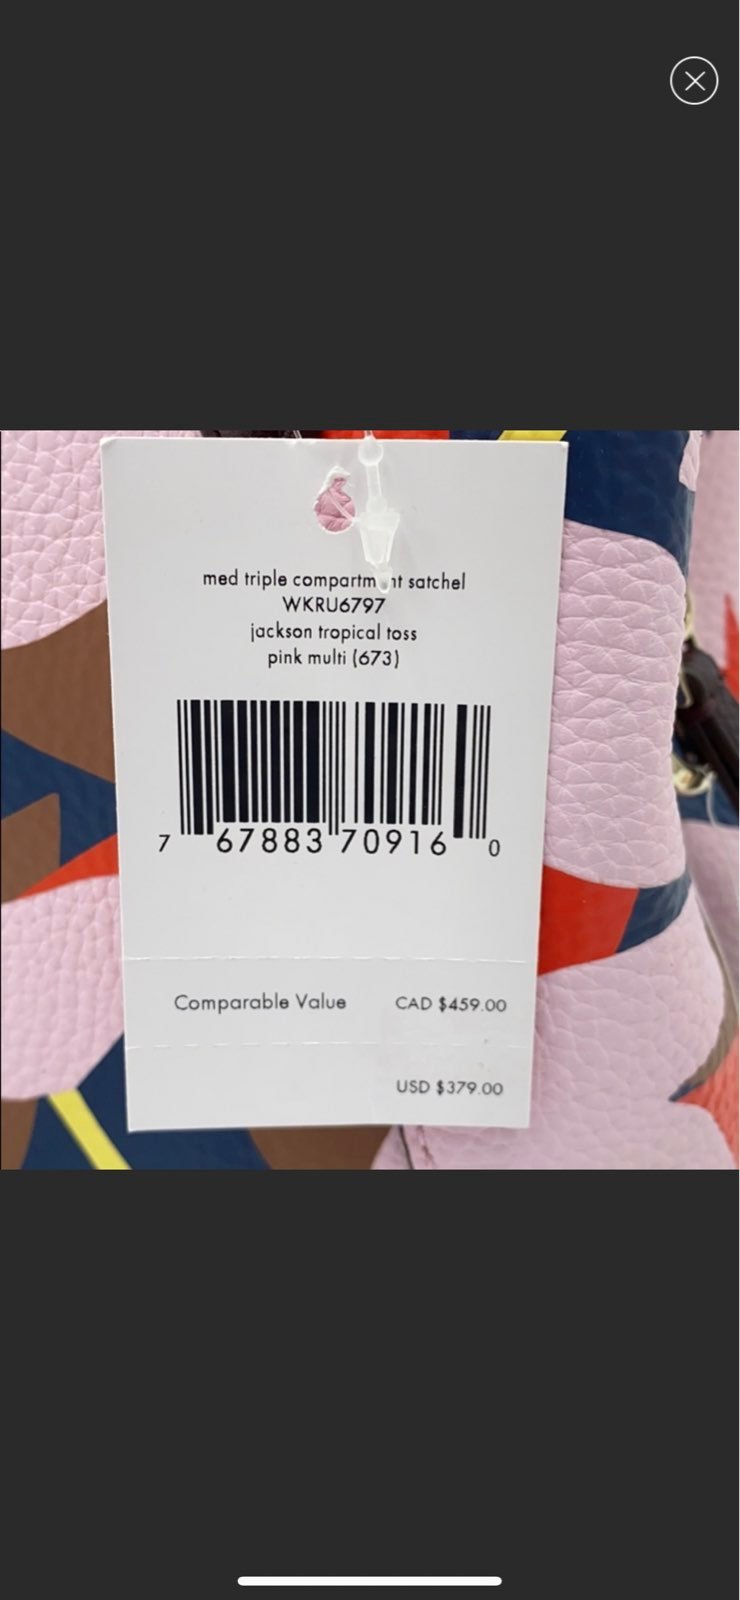 med triple compartment satchel
WKRU6797
jackson tropical toss
pink multi (673)
7 67883 70916 0
Comparable Value CAD $459.00
USD $379.00